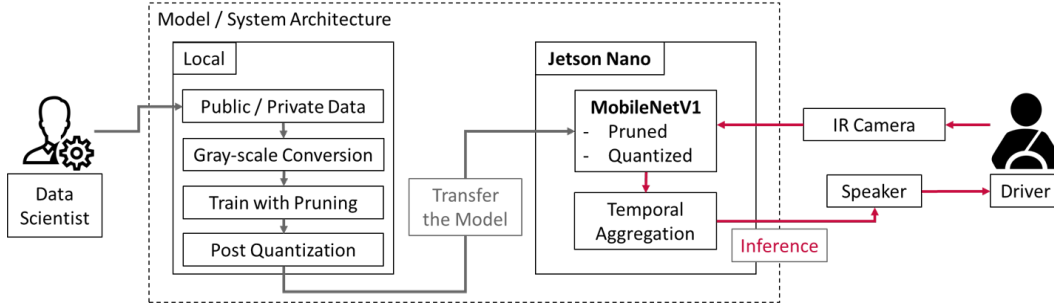 Model / System Architecture
Local
Public / Private Data
Gray-scale Conversion
Train with Pruning
Post Quantization
Data
Scientist
Transfer
the Model
Jetson Nano
MobileNetV1
- Pruned
- Quantized
Temporal
Aggregation
Inference
IR Camera
Speaker
Driver